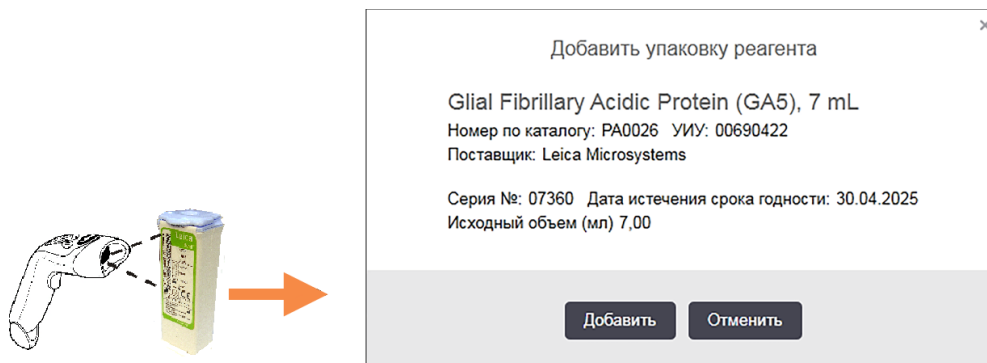 Добавить упаковку реагента
Glial Fibrillary Acidic Protein (GA5), 7 mL
Номер по каталогу: PA0026 УИУ: 00690422
Поставщик: Leica Microsystems
Серия №: 07360 Дата истечения срока годности: 30.04.2025
Исходный объем (мл) 7,00
Добавить Отменить